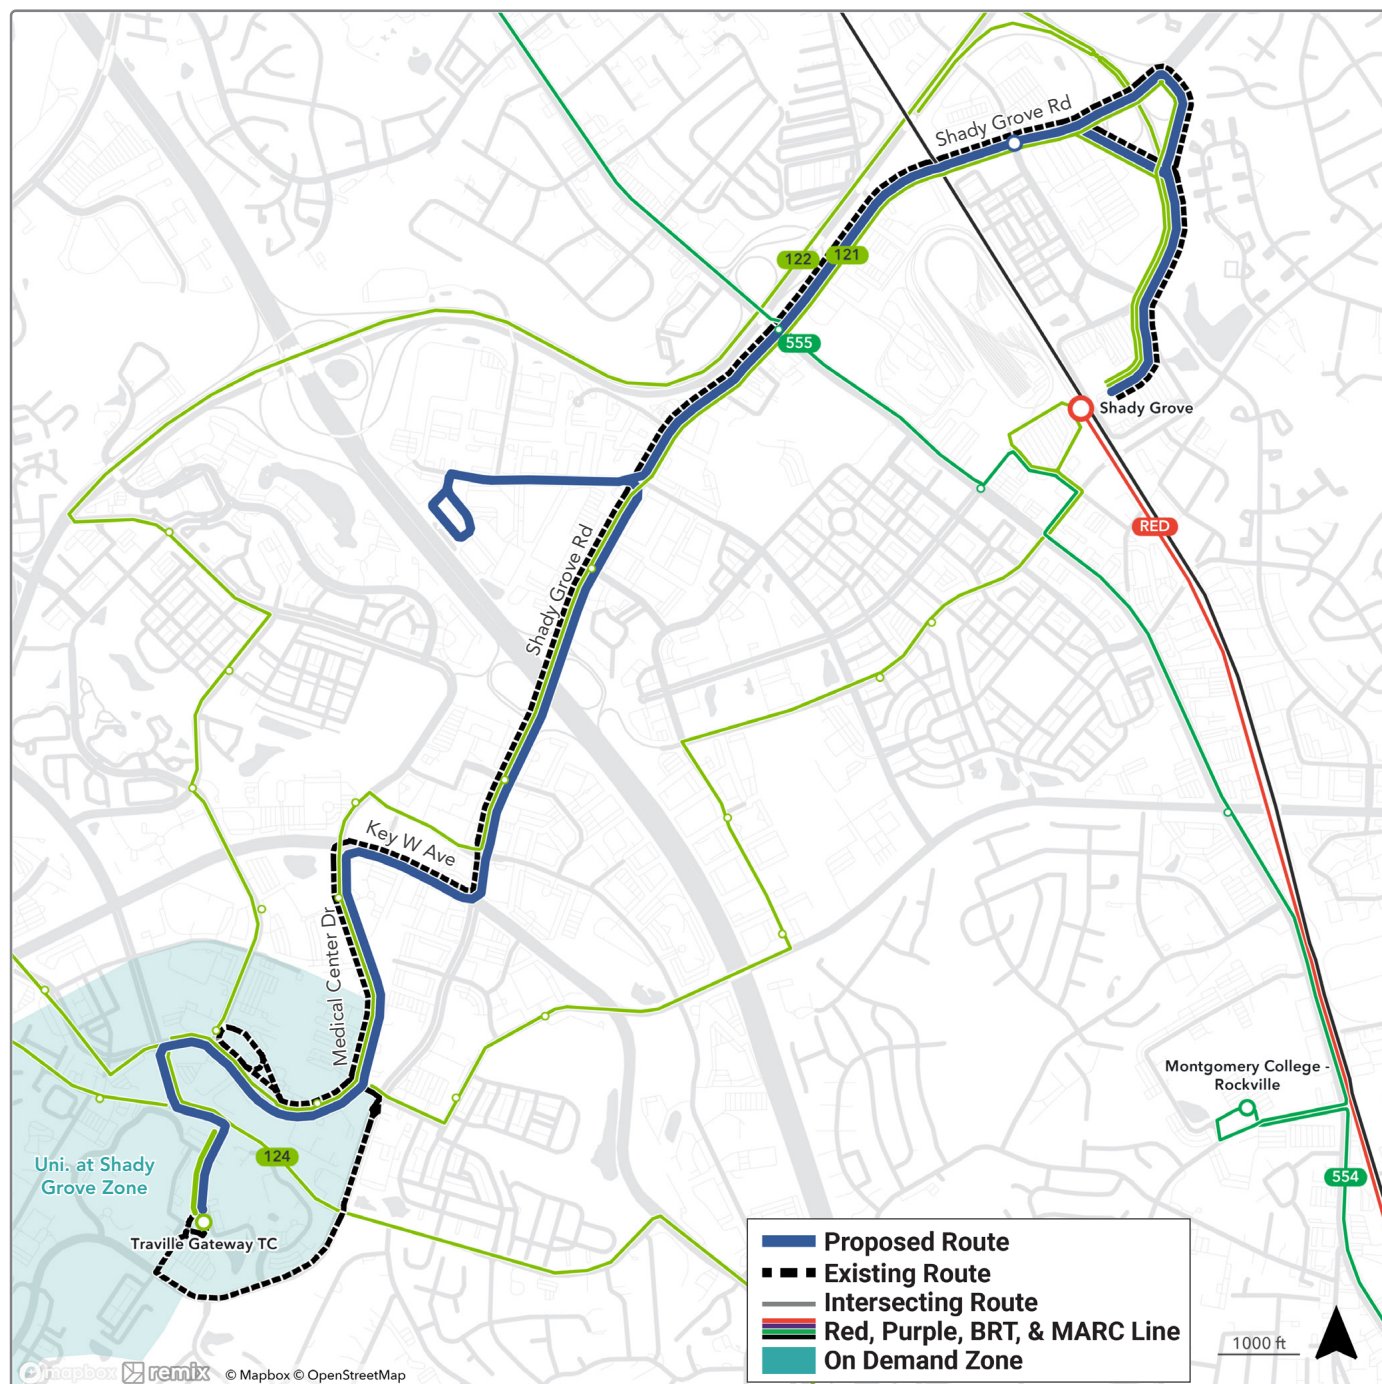 Shady Grove Rd
122
121
555
Shady Grove
RED
Shady Grove Rd
Key W Ave
Medical Center Dr
Montgomery College -
Rockville
Uni. at Shady
Grove Zone
124
554
Traville Gateway TC
Proposed Route
Existing Route
Intersecting Route
Red, Purple, BRT, & MARC Line
On Demand Zone
1000 ft
mapbox remix © Mapbox © OpenStreetMap